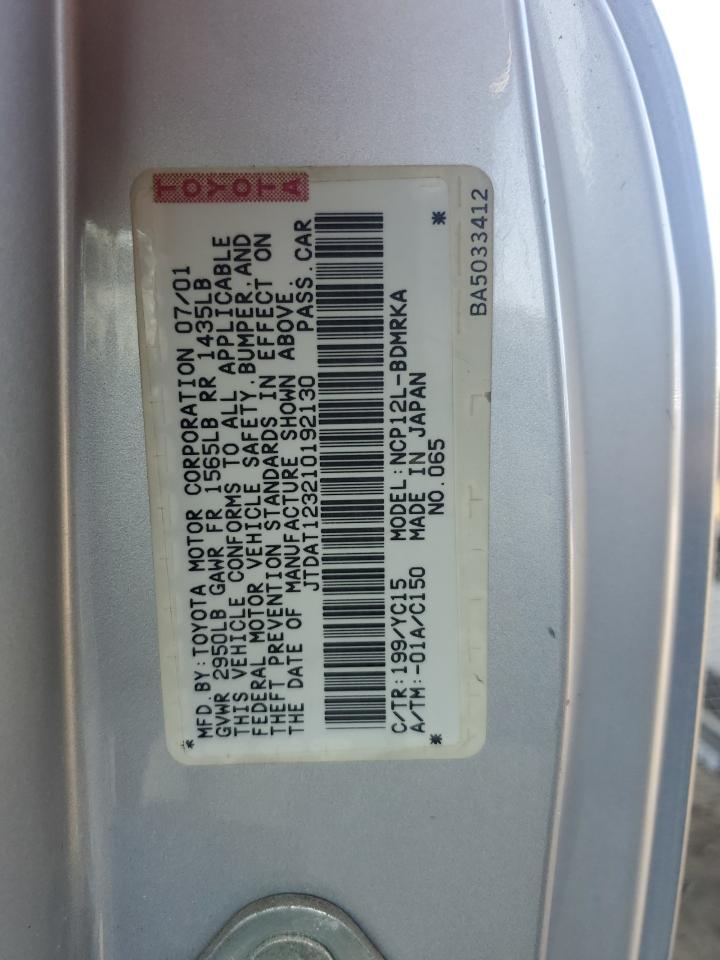 TOYOTA
*MFD.BY:TOYOTA MOTOR CORPORATION 07/01
GVWR 2950LB GAWR FR 1565LB RR 1435LB
THIS VEHICLE CONFORMS TO ALL APPLICABLE
FEDERAL MOTOR VEHICLE SAFETY,BUMPER,AND
THEFT PREVENTION STANDARDS IN EFFECT ON
THE DATE OF MANUFACTURE SHOWN ABOVE.
JTDAT123210192130 PASS.CAR
C/TR:199/YC15 MODEL:NCP12L-BDMRKA
A/TM:-01A/C150 MADE IN JAPAN
* NO.065 *
BA5033412